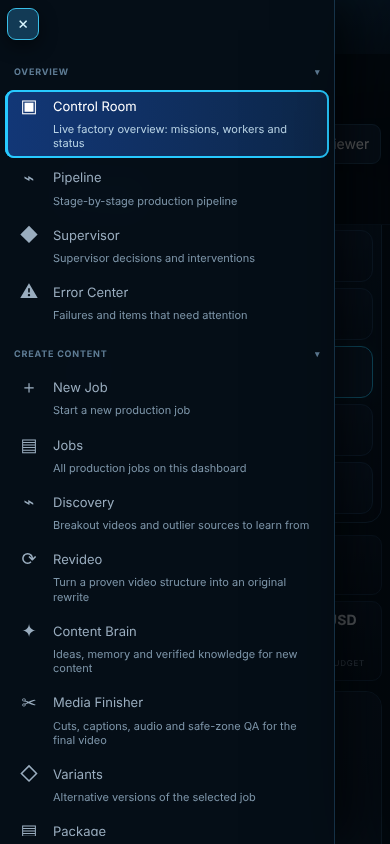 OVERVIEW
Control Room
Live factory overview: missions, workers and
status
Pipeline
Stage-by-stage production pipeline
Supervisor
Supervisor decisions and interventions
Error Center
Failures and items that need attention
CREATE CONTENT
New Job
Start a new production job
Jobs
All production jobs on this dashboard
Discovery
Breakout videos and outlier sources to learn from
Revideo
Turn a proven video structure into an original
rewrite
Content Brain
Ideas, memory and verified knowledge for new
content
Media Finisher
Cuts, captions, audio and safe-zone QA for the
final video
Variants
Alternative versions of the selected job
Package